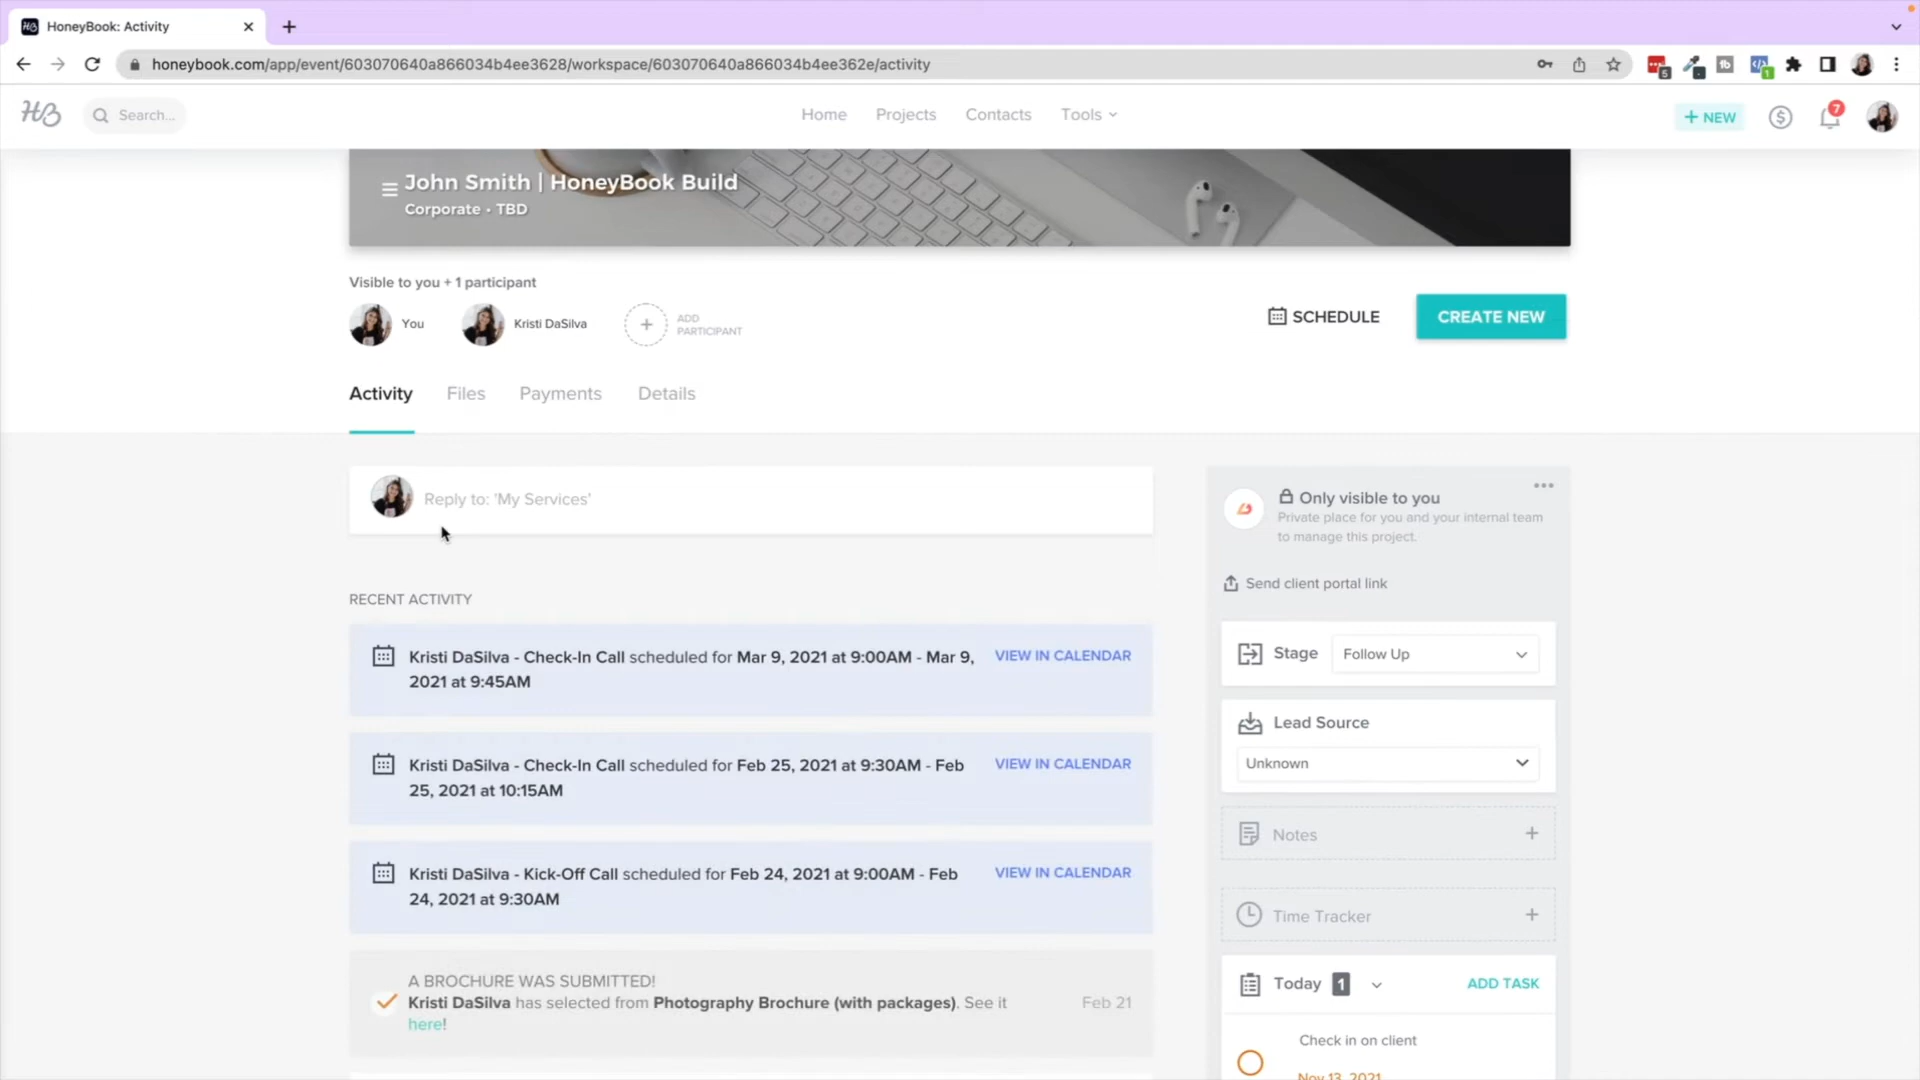 HoneyBook: Activity
honeybook.com/app/event/603070640a866034b4ee3628/workspace/603070640a866034b4ee362e/activity
5
1
HB
Search...
Home
Projects
Contacts
Tools
+ NEW
7
John Smith | HoneyBook Build
Corporate • TBD
Visible to you + 1 participant
You
Kristi DaSilva
ADD
PARTICIPANT
SCHEDULE
CREATE NEW
Activity
Files
Payments
Details
Reply to: 'My Services'
RECENT ACTIVITY
Kristi DaSilva - Check-In Call scheduled for Mar 9, 2021 at 9:00AM - Mar 9,
2021 at 9:45AM
VIEW IN CALENDAR
Kristi DaSilva - Check-In Call scheduled for Feb 25, 2021 at 9:30AM - Feb
25, 2021 at 10:15AM
VIEW IN CALENDAR
Kristi DaSilva - Kick-Off Call scheduled for Feb 24, 2021 at 9:00AM - Feb
24, 2021 at 9:30AM
VIEW IN CALENDAR
A BROCHURE WAS SUBMITTED!
Kristi DaSilva has selected from Photography Brochure (with packages). See it
here!
Feb 21
Only visible to you
Private place for you and your internal team
to manage this project.
Send client portal link
Stage
Follow Up
Lead Source
Unknown
Notes
Time Tracker
Today 1
ADD TASK
Check in on client
Nov 13, 2021